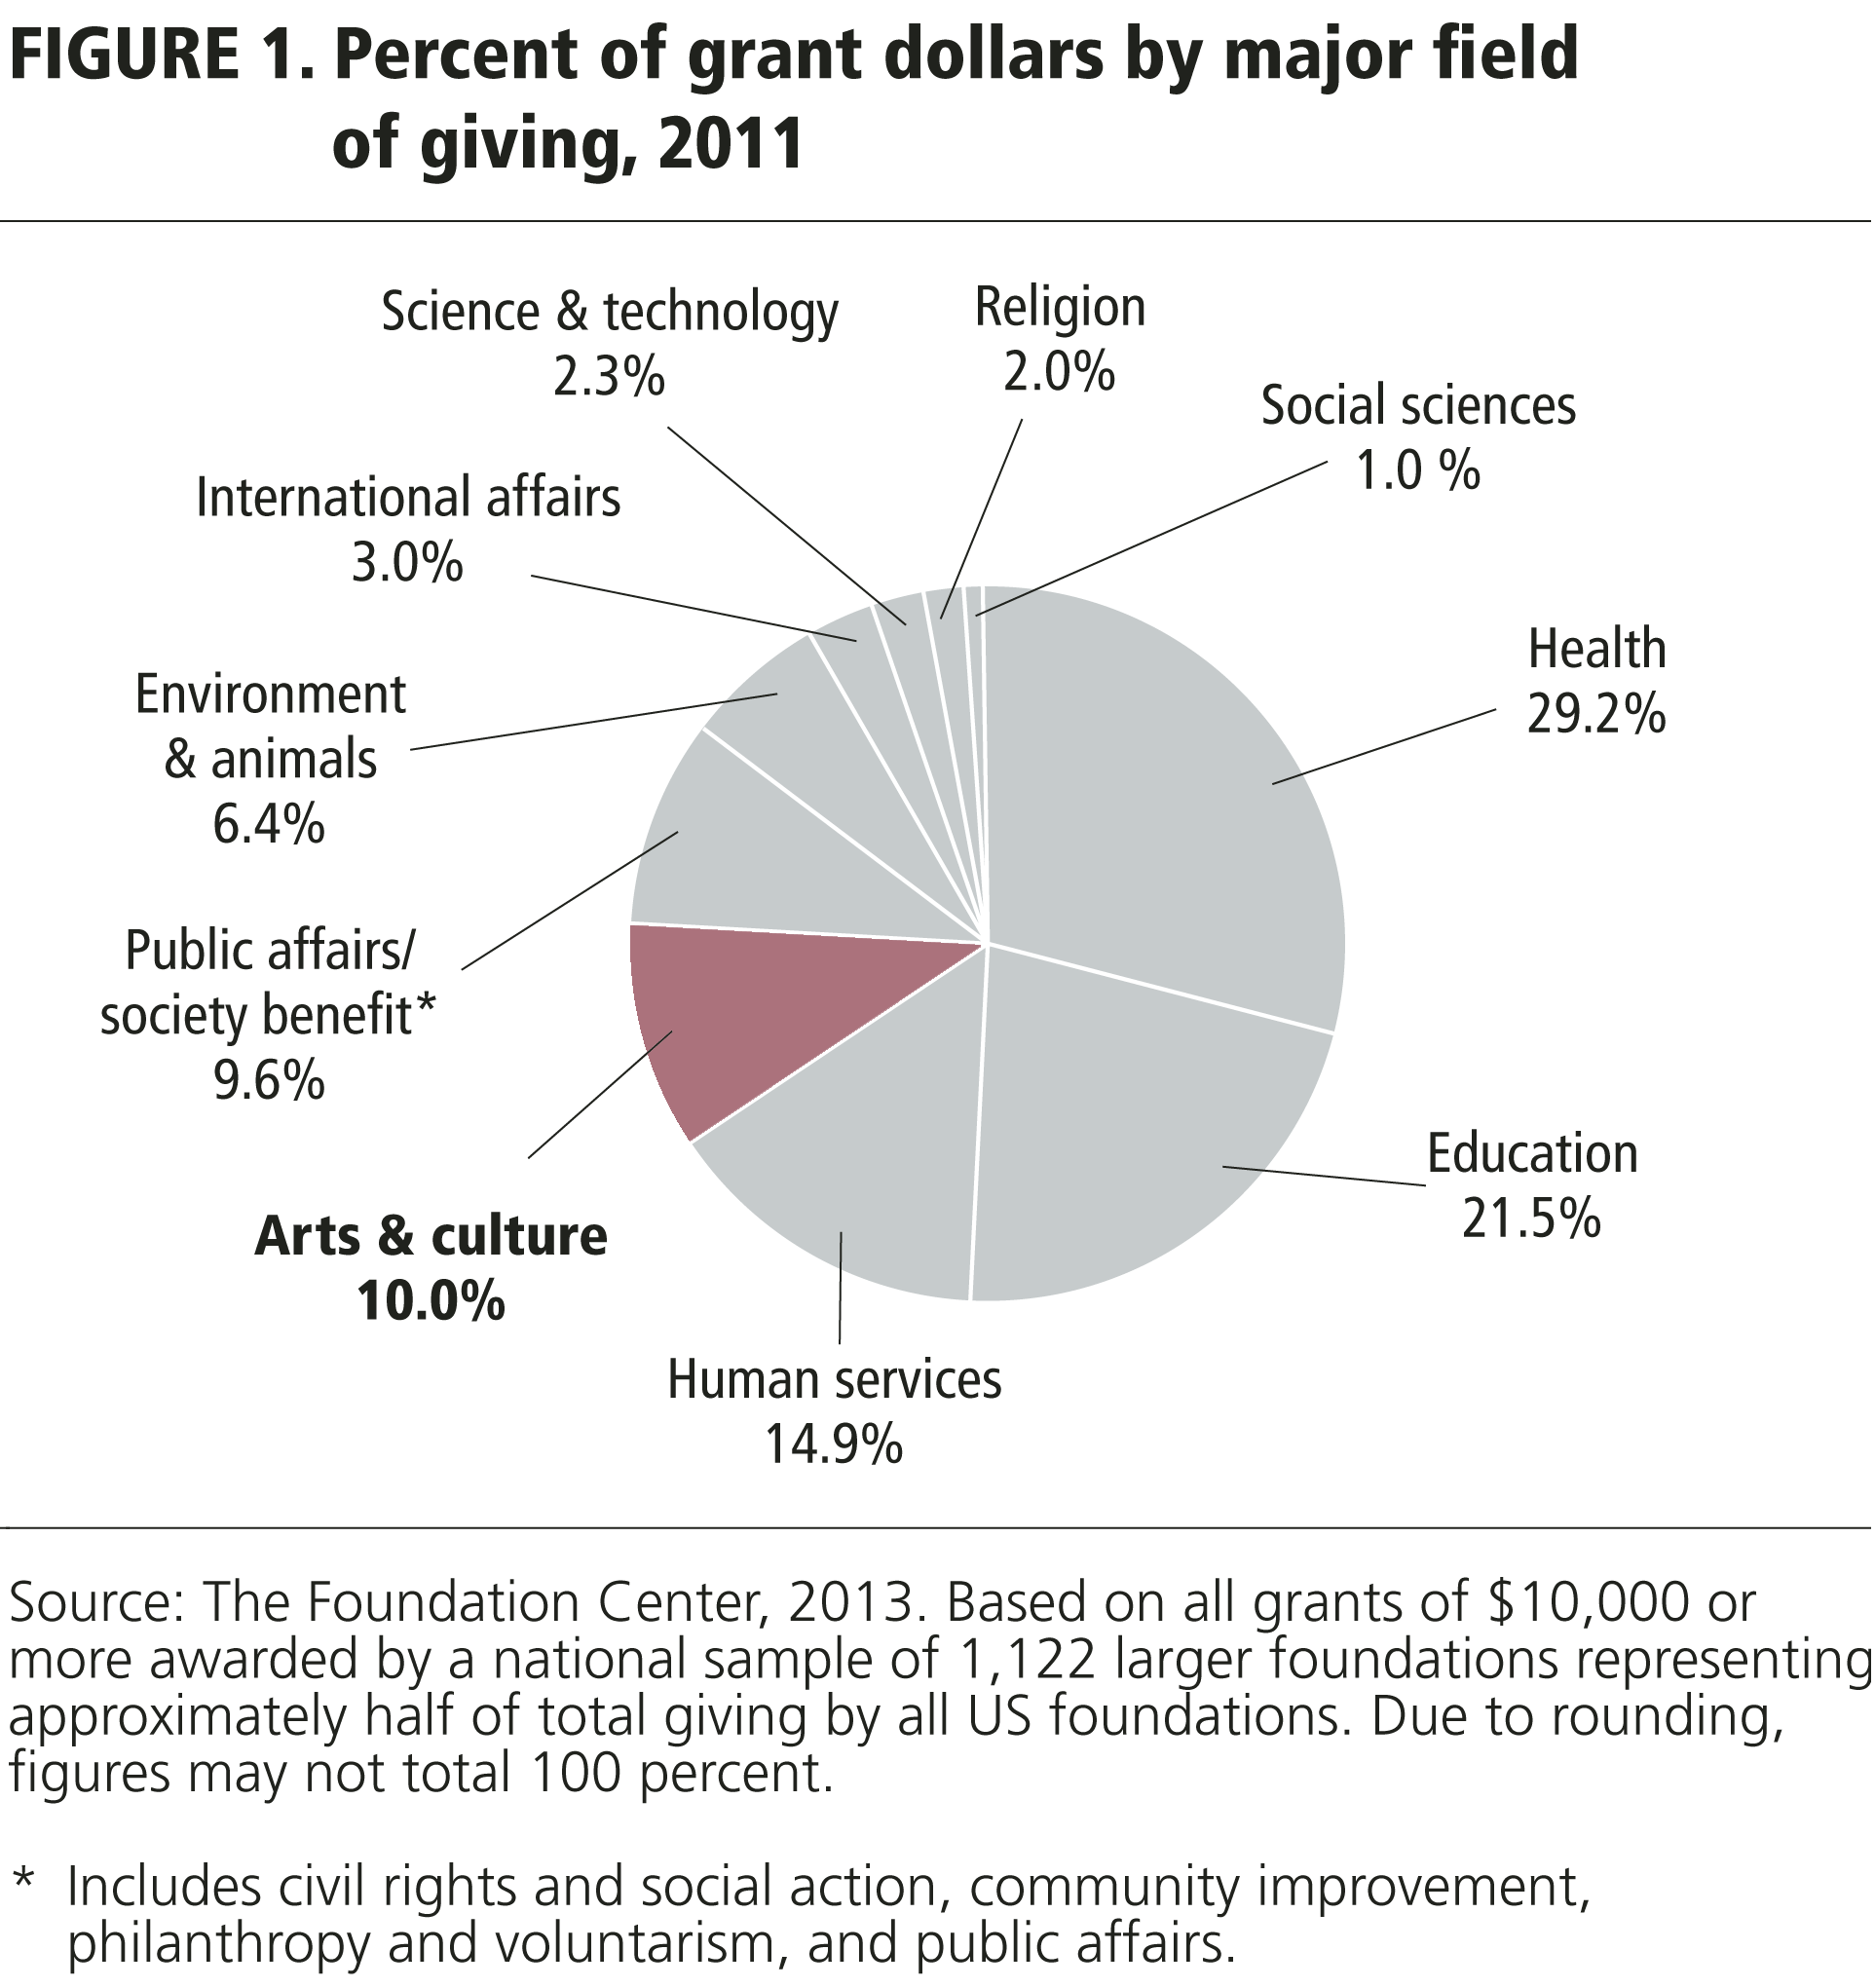 FIGURE 1. Percent of grant dollars by major field
of giving, 2011
Science & technology
2.3%
Religion
2.0%
Social sciences
1.0 %
International affairs
3.0%
Health
29.2%
Environment
& animals
6.4%
Public affairs/
society benefit*
9.6%
Education
21.5%
Arts & culture
10.0%
Human services
14.9%
Source: The Foundation Center, 2013. Based on all grants of $10,000 or
more awarded by a national sample of 1,122 larger foundations representing
approximately half of total giving by all US foundations. Due to rounding,
figures may not total 100 percent.
* Includes civil rights and social action, community improvement,
philanthropy and voluntarism, and public affairs.